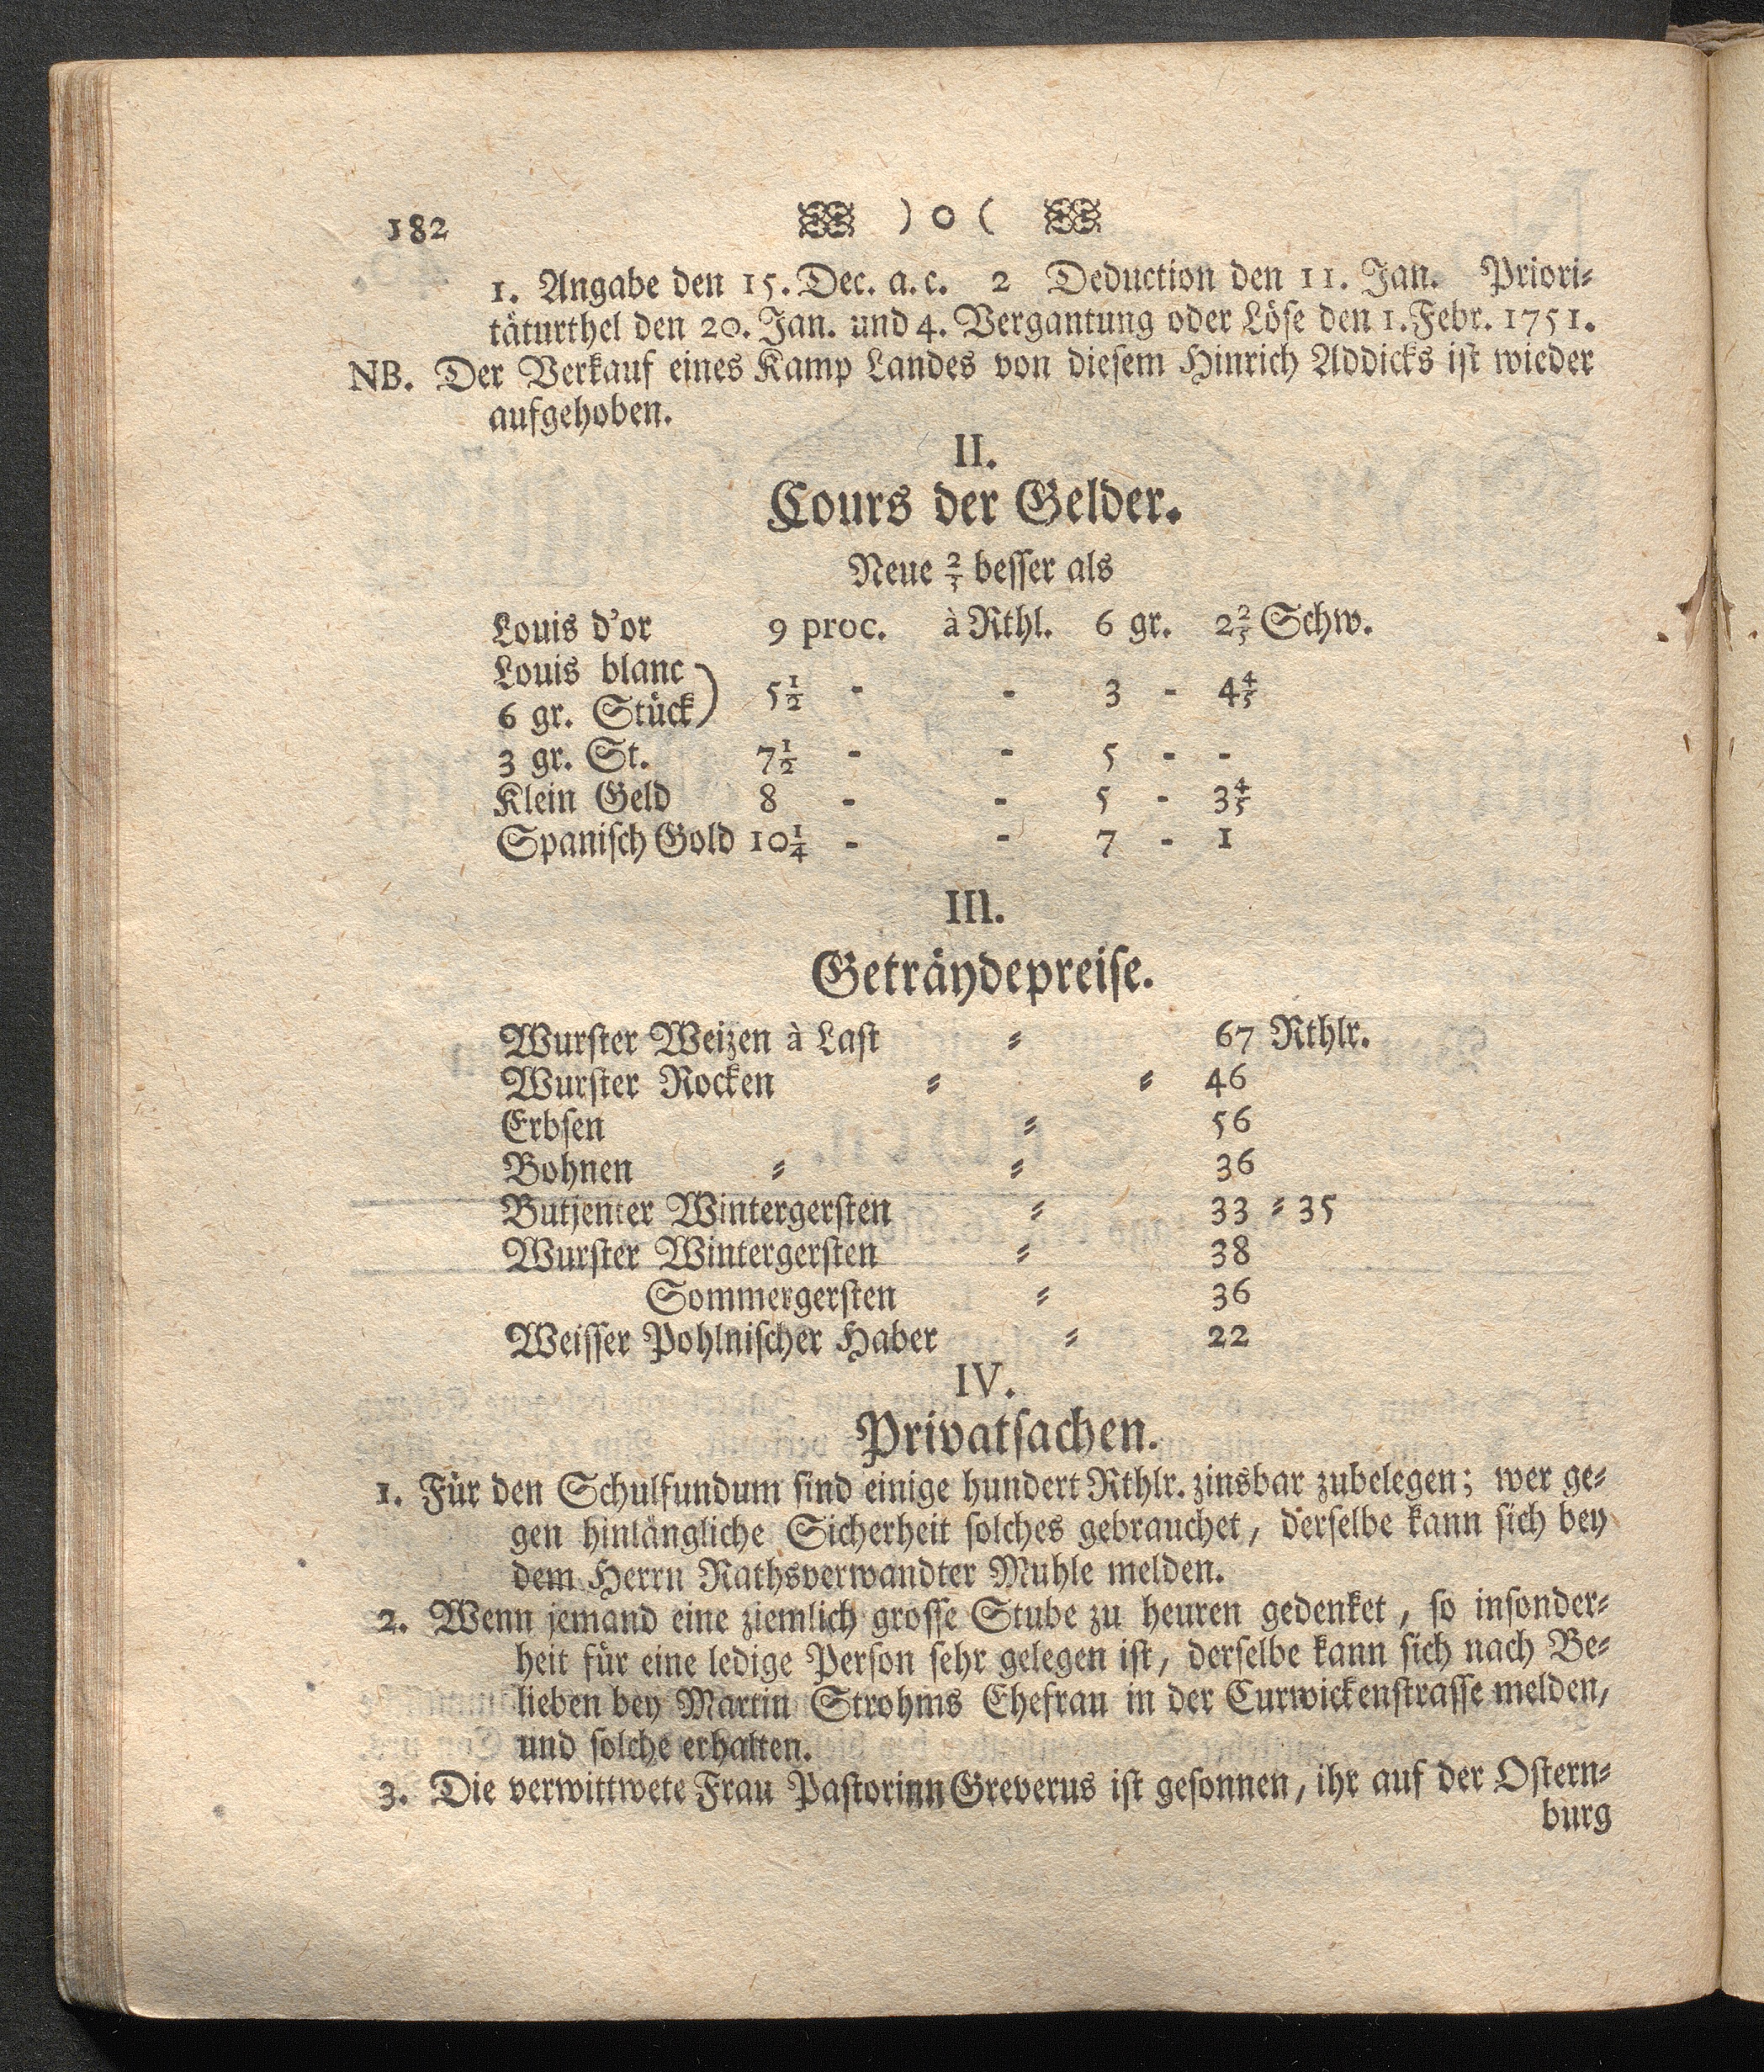 182 ) o (
1. Angabe den 15. Dec. a. c. 2 Deduction den 11. Jan. Priori-
täturthel den 20. Jan. und 4. Vergantung oder Löse den 1. Febr. 1751.
NB. Der Verkauf eines Kamp Landes von diesem Hinrich Addicks ist wieder
aufgehoben.
II.
Cours der Gelder.
Neue ⅔ besser als
Louis d'or 9 proc. à Rthl. 6 gr. 2⅖ Schw.
Louis blanc
6 gr. Stück) 5½ - - 3 - 4⅘
3 gr. St. 7½ - - 5 - -
Klein Geld 8 - - 5 - 3⅘
Spanisch Gold 10¼ - - 7 - 1
III.
Geträydepreise.
Wurster Weizen à Last = 67 Rthlr.
Wurster Rocken = = 46
Erbsen = 56
Bohnen = = 36
Butjenter Wintergersten = 33 = 35
Wurster Wintergersten = 38
Sommergersten = 36
Weisser Pohlnischer Haber = 22
IV.
Privatsachen.
1. Für den Schulfundum sind einige hundert Rthlr. zinsbar zubelegen; wer ge-
gen hinlängliche Sicherheit solches gebrauchet, derselbe kann sich bey
dem Herrn Rathsverwandter Muhle melden.
2. Wenn jemand eine ziemlich grosse Stube zu heuren gedenket, so insonder-
heit für eine ledige Person sehr gelegen ist, derselbe kann sich nach Be-
lieben bey Martin Strohms Ehefrau in der Curwickenstrasse melden,
und solche erhalten.
3. Die verwittwete Frau Pastorinn Greverus ist gesonnen, ihr auf der Ostern-
burg